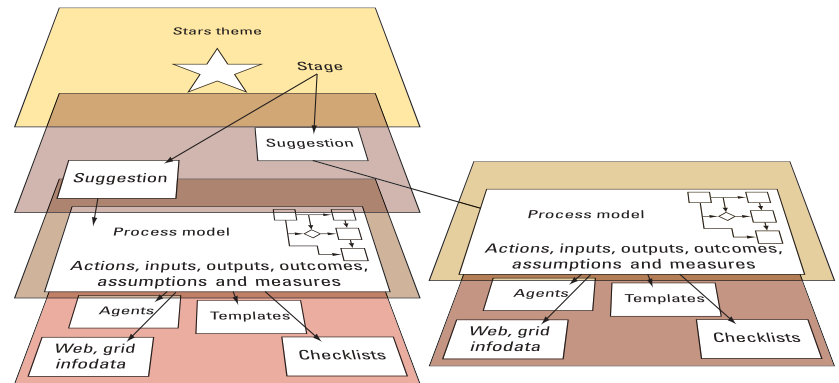 Stars theme
Stage
Suggestion
Suggestion
Process model
Actions, inputs, outputs, outcomes,
assumptions and measures
Agents
Templates
Web, grid
infodata
Checklists
Process model
Actions, inputs, outputs, outcomes,
assumptions and measures
Agents
Templates
Web, grid
infodata
Checklists